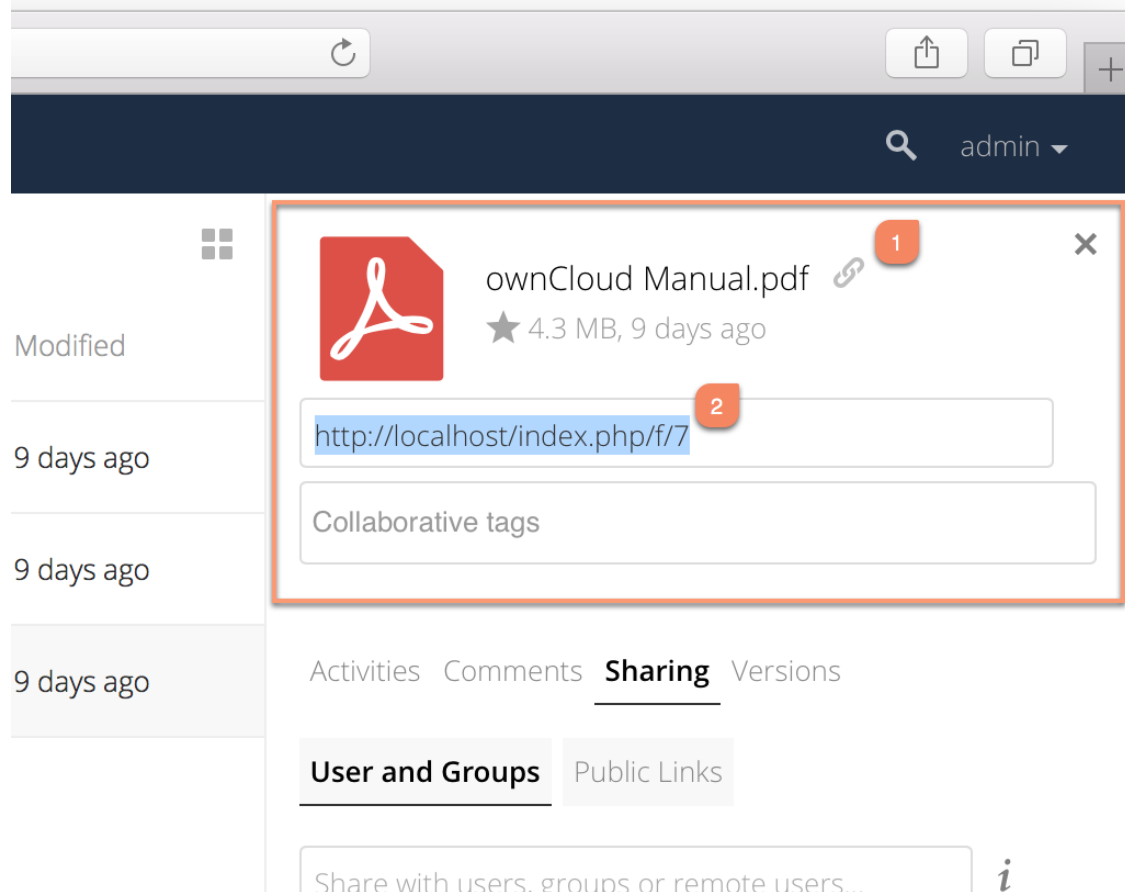 admin
1
ownCloud Manual.pdf
4.3 MB, 9 days ago
Modified
2
http://localhost/index.php/f/7
9 days ago
Collaborative tags
9 days ago
9 days ago
Activities Comments Sharing Versions
User and Groups Public Links
Share with users, groups or remote users...
i